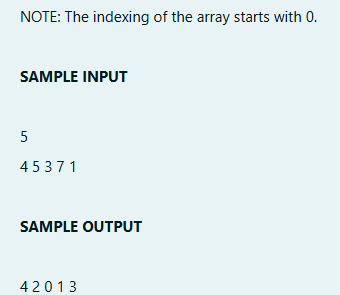 NOTE: The indexing of the array starts with 0.
SAMPLE INPUT
5
4 5 3 7 1
SAMPLE OUTPUT
4 2 0 1 3